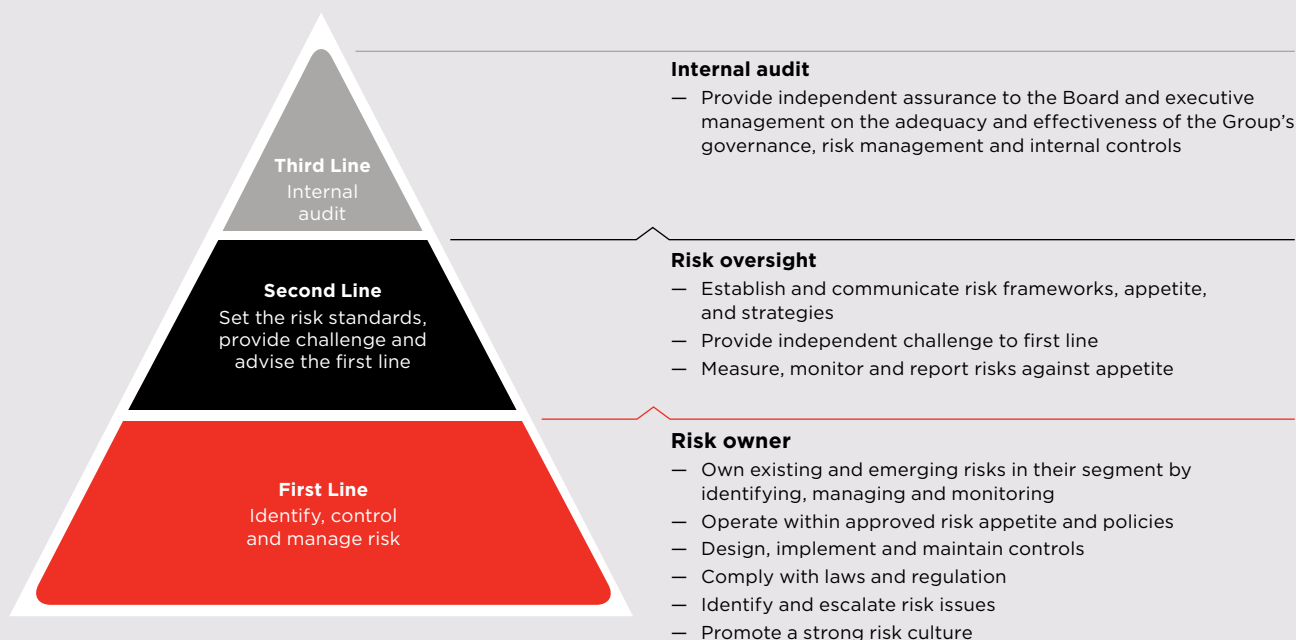 Third Line
Internal
audit
Second Line
Set the risk standards,
provide challenge and
advise the first line
First Line
Identify, control
and manage risk
Internal audit
— Provide independent assurance to the Board and executive
management on the adequacy and effectiveness of the Group's
governance, risk management and internal controls
Risk oversight
— Establish and communicate risk frameworks, appetite,
and strategies
— Provide independent challenge to first line
— Measure, monitor and report risks against appetite
Risk owner
— Own existing and emerging risks in their segment by
identifying, managing and monitoring
— Operate within approved risk appetite and policies
— Design, implement and maintain controls
— Comply with laws and regulation
— Identify and escalate risk issues
— Promote a strong risk culture